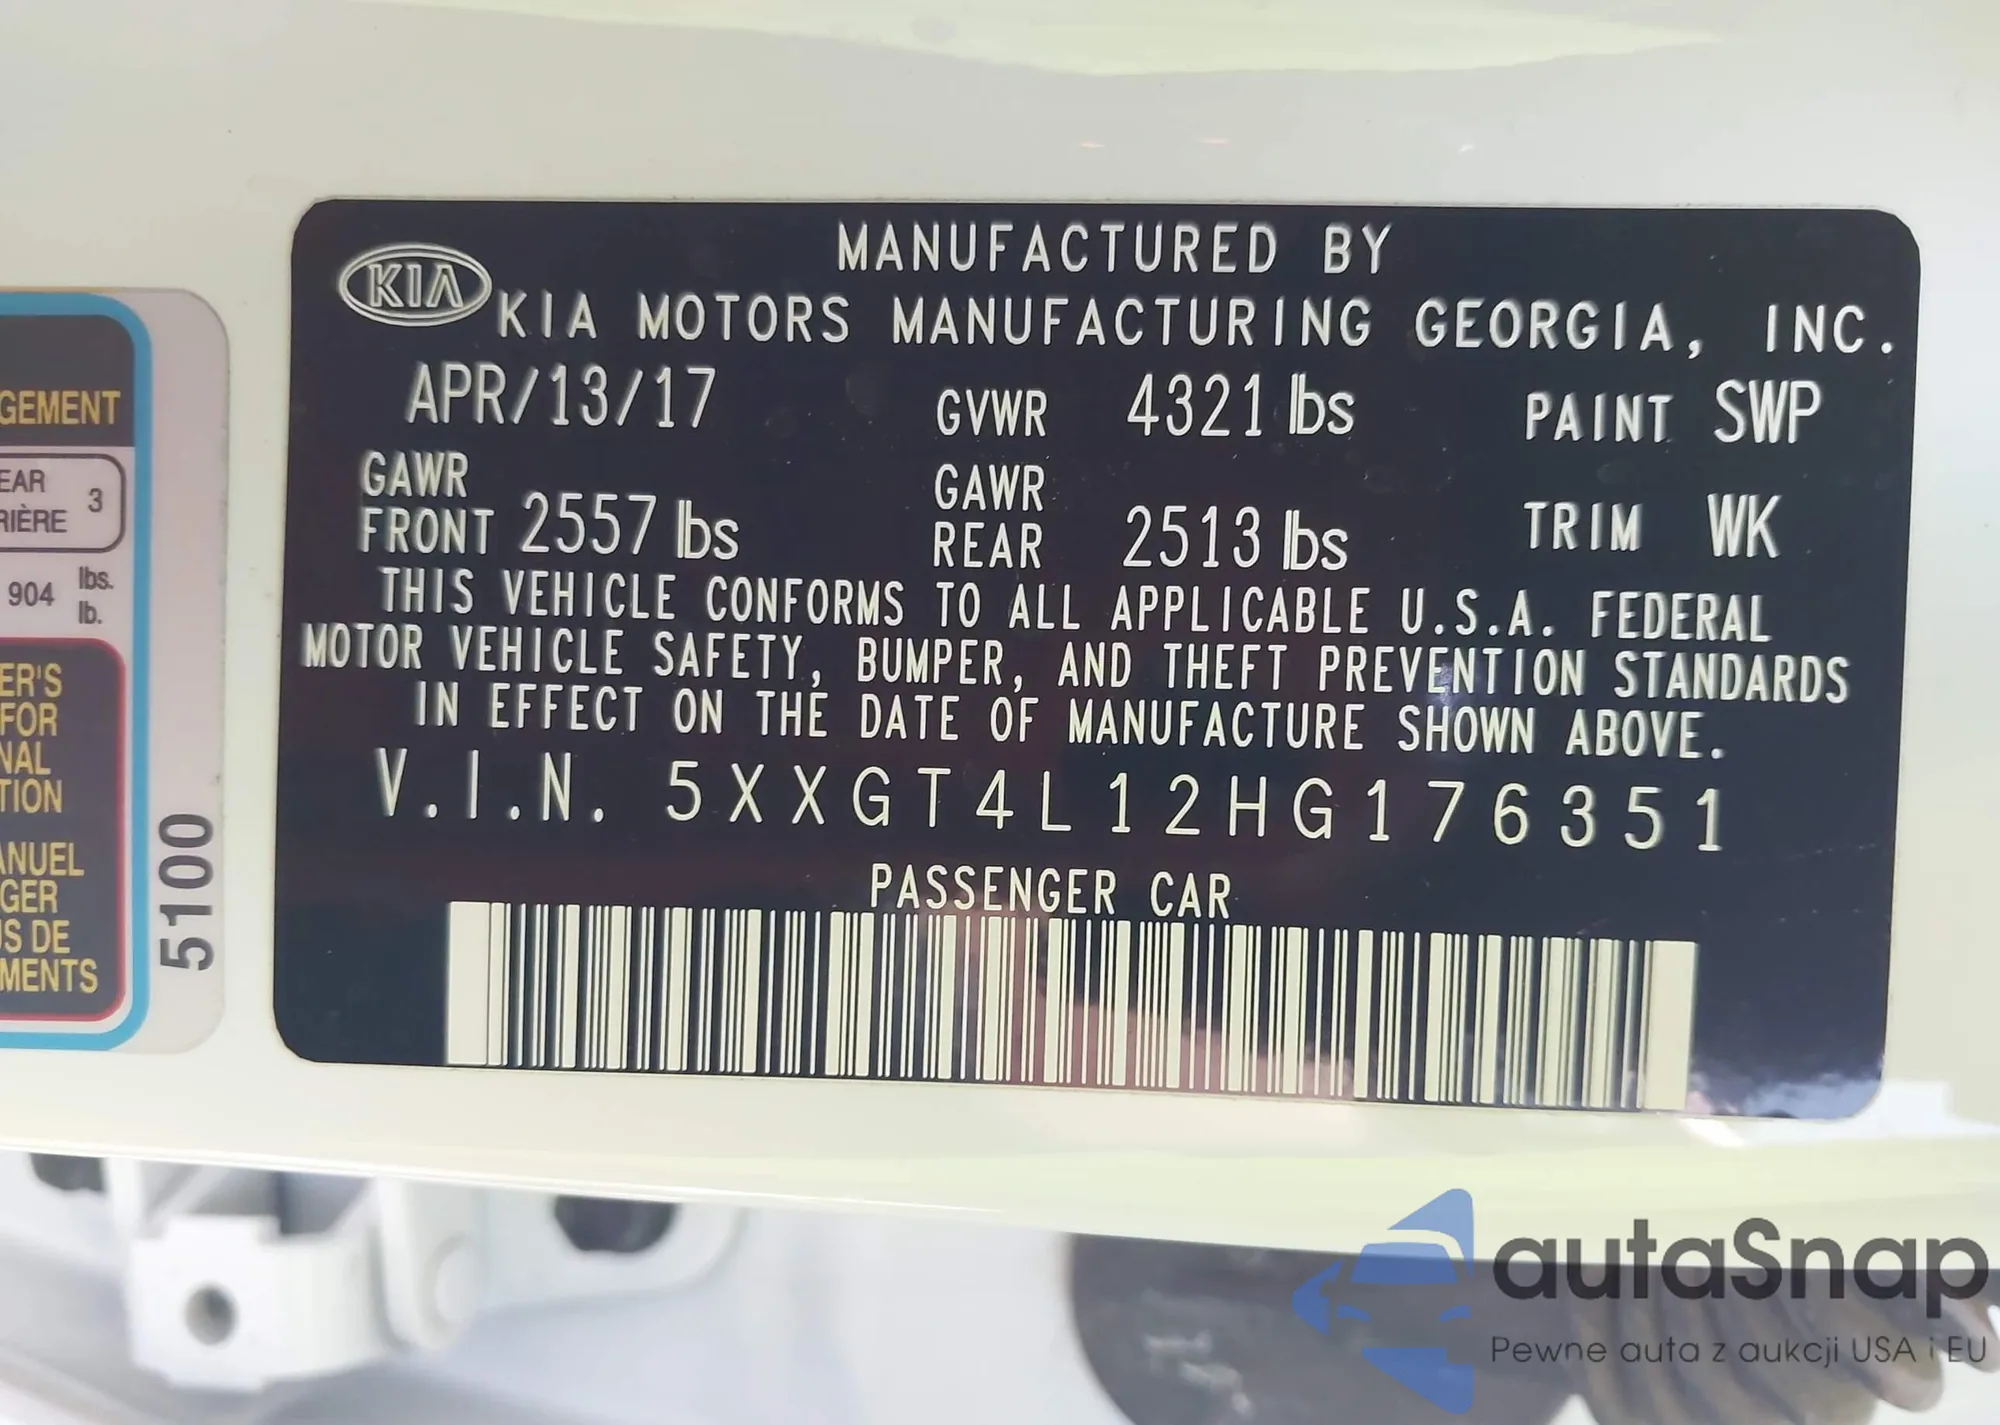 KIA
MANUFACTURED BY
KIA MOTORS MANUFACTURING GEORGIA, INC.
APR/13/17 GVWR 4321 lbs PAINT SWP
GAWR FRONT 2557 lbs GAWR REAR 2513 lbs TRIM WK
THIS VEHICLE CONFORMS TO ALL APPLICABLE U.S.A. FEDERAL
MOTOR VEHICLE SAFETY, BUMPER, AND THEFT PREVENTION STANDARDS
IN EFFECT ON THE DATE OF MANUFACTURE SHOWN ABOVE.
V.I.N. 5XXGT4L12HG176351
PASSENGER CAR
GEMENT
EAR
RIÈRE
3
904 lbs.
lb.
ER'S
FOR
NAL
TION
ANUEL
GER
US DE
MENTS
5100
autaSnap
Pewne auta z aukcji USA i EU